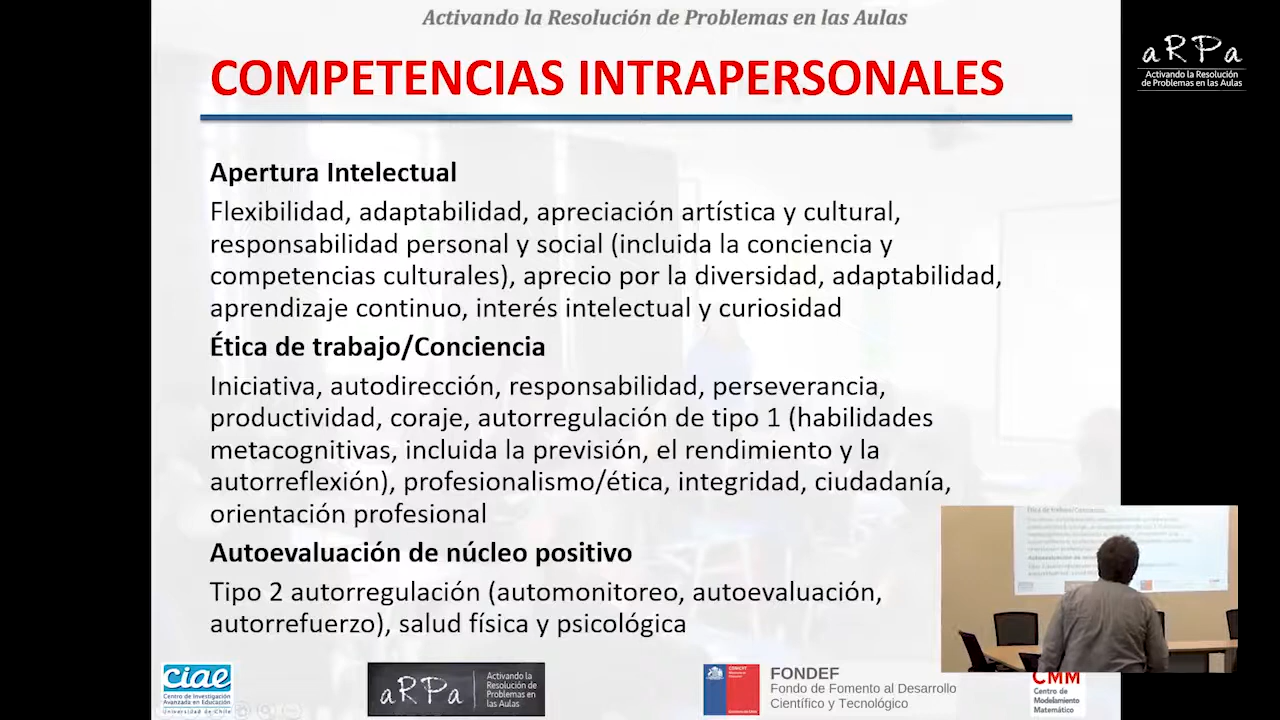 Activando la Resolución de Problemas en las Aulas
COMPETENCIAS INTRAPERSONALES
aRPa
Activando la Resolución
de Problemas en las Aulas
Apertura Intelectual
Flexibilidad, adaptabilidad, apreciación artística y cultural,
responsabilidad personal y social (incluida la conciencia y
competencias culturales), aprecio por la diversidad, adaptabilidad,
aprendizaje continuo, interés intelectual y curiosidad
Ética de trabajo/Conciencia
Iniciativa, autodirección, responsabilidad, perseverancia,
productividad, coraje, autorregulación de tipo 1 (habilidades
metacognitivas, incluida la previsión, el rendimiento y la
autorreflexión), profesionalismo/ética, integridad, ciudadanía,
orientación profesional
Autoevaluación de núcleo positivo
Tipo 2 autorregulación (automonitoreo, autoevaluación,
autorrefuerzo), salud física y psicológica
Ética de trabajo/Conciencia
ciae
Centro de Investigación
Avanzada en Educación
Universidad de Chile
aRPa
Activando la
Resolución de
Problemas en
las Aulas
CONICYT
FONDEF
Fondo de Fomento al Desarrollo
Científico y Tecnológico
CMM
Centro de
Modelamiento
Matemático